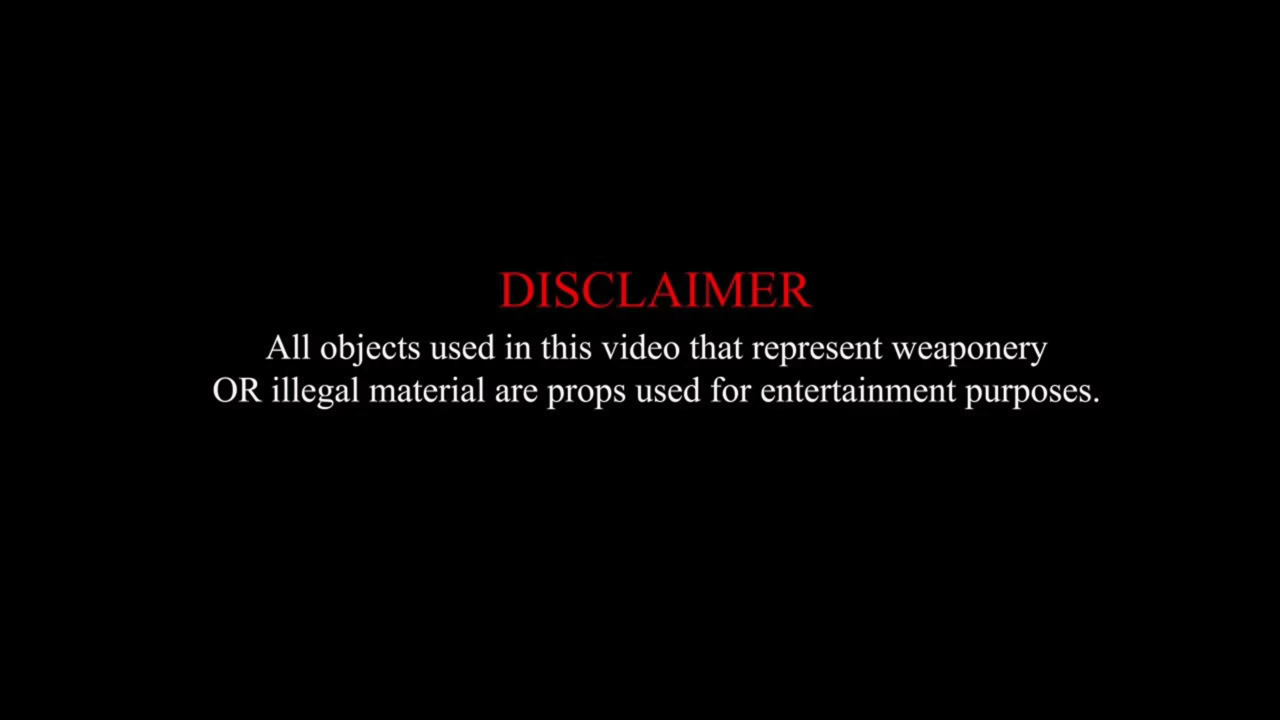 DISCLAIMER
All objects used in this video that represent weaponery
OR illegal material are props used for entertainment purposes.